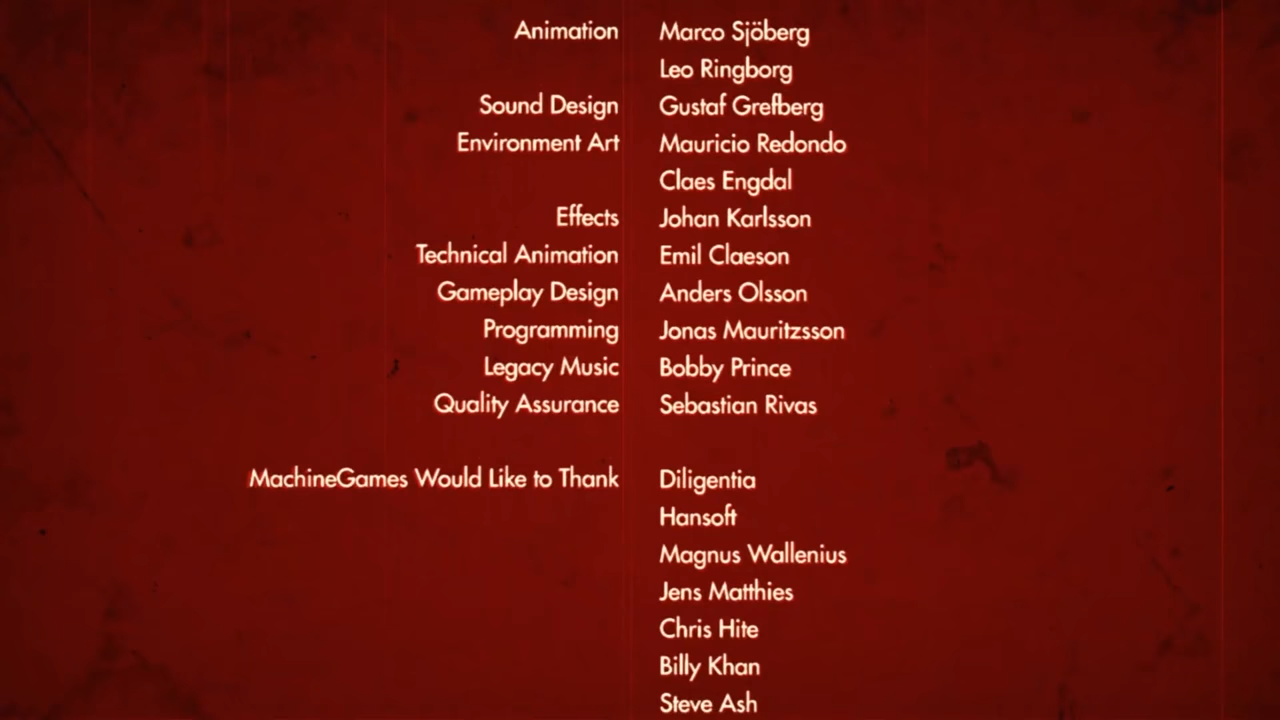 Animation Marco Sjöberg
Leo Ringborg
Sound Design Gustaf Grefberg
Environment Art Mauricio Redondo
Claes Engdal
Effects Johan Karlsson
Technical Animation Emil Claeson
Gameplay Design Anders Olsson
Programming Jonas Mauritzsson
Legacy Music Bobby Prince
Quality Assurance Sebastian Rivas
MachineGames Would Like to Thank Diligentia
Hansoft
Magnus Wallenius
Jens Matthies
Chris Hite
Billy Khan
Steve Ash